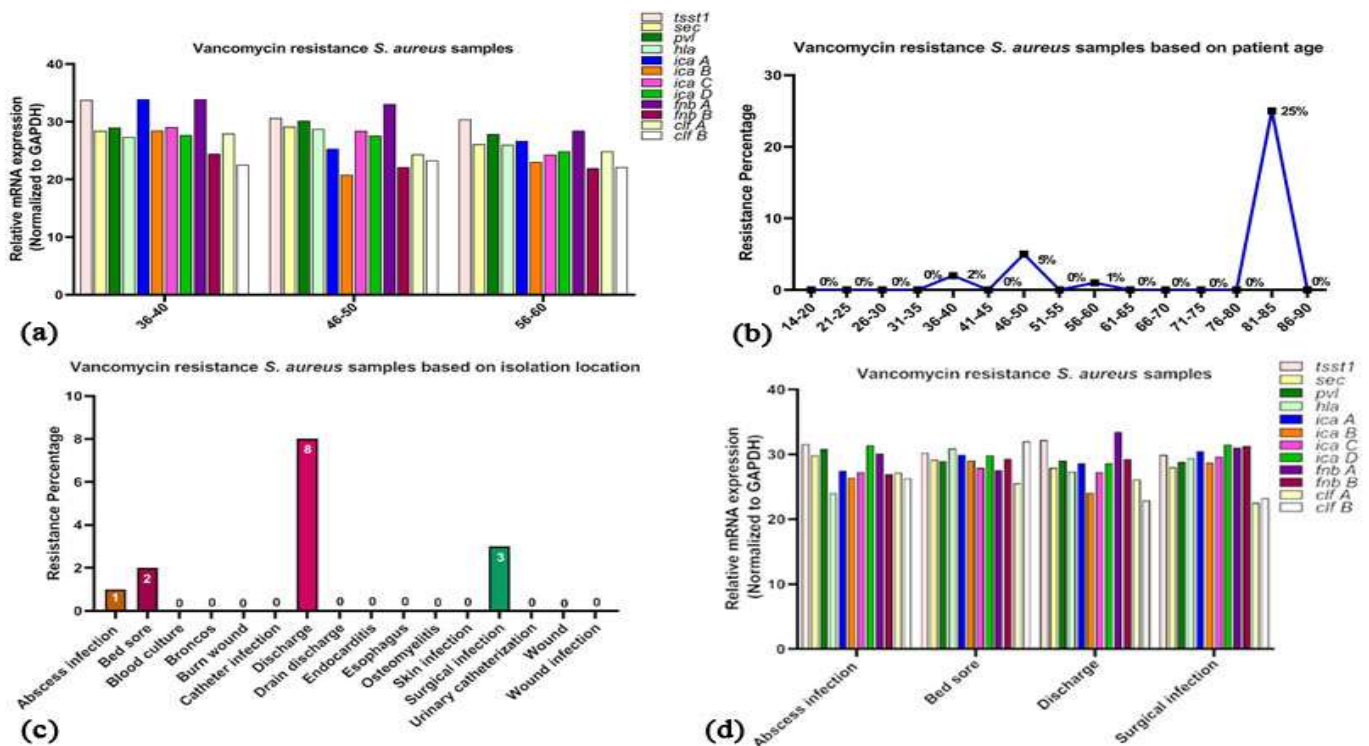 Vancomycin resistance S. aureus samples
tsst1
sec
pvl
hla
ica A
ica B
ica C
ica D
fnb A
fnb B
clf A
clf B
Relative mRNA expression
(Normalized to GAPDH)
40
30
20
10
0
36-40
46-50
56-60
(a)
Vancomycin resistance S. aureus samples based on patient age
Resistance Percentage
30
20
10
0
0%
0%
0%
0%
2%
0%
5%
0%
1%
0%
0%
0%
0%
25%
0%
14-20
21-25
26-30
31-35
36-40
41-45
46-50
51-55
56-60
61-65
66-70
71-75
76-80
81-85
86-90
(b)
Vancomycin resistance S. aureus samples based on isolation location
Resistance Percentage
10
8
6
4
2
0
1
2
0
0
0
0
8
0
0
0
0
0
3
0
0
0
Abscess infection
Bed sore
Blood culture
Broncos
Burn wound
Catheter infection
Discharge
Drain discharge
Endocarditis
Esophagus
Osteomyelitis
Skin infection
Surgical infection
Urinary catheterization
Wound
Wound infection
(c)
Vancomycin resistance S. aureus samples
tsst1
sec
pvl
hla
ica A
ica B
ica C
ica D
fnb A
fnb B
clf A
clf B
Relative mRNA expression
(Normalized to GAPDH)
40
30
20
10
0
Abscess infection
Bed sore
Discharge
Surgical infection
(d)